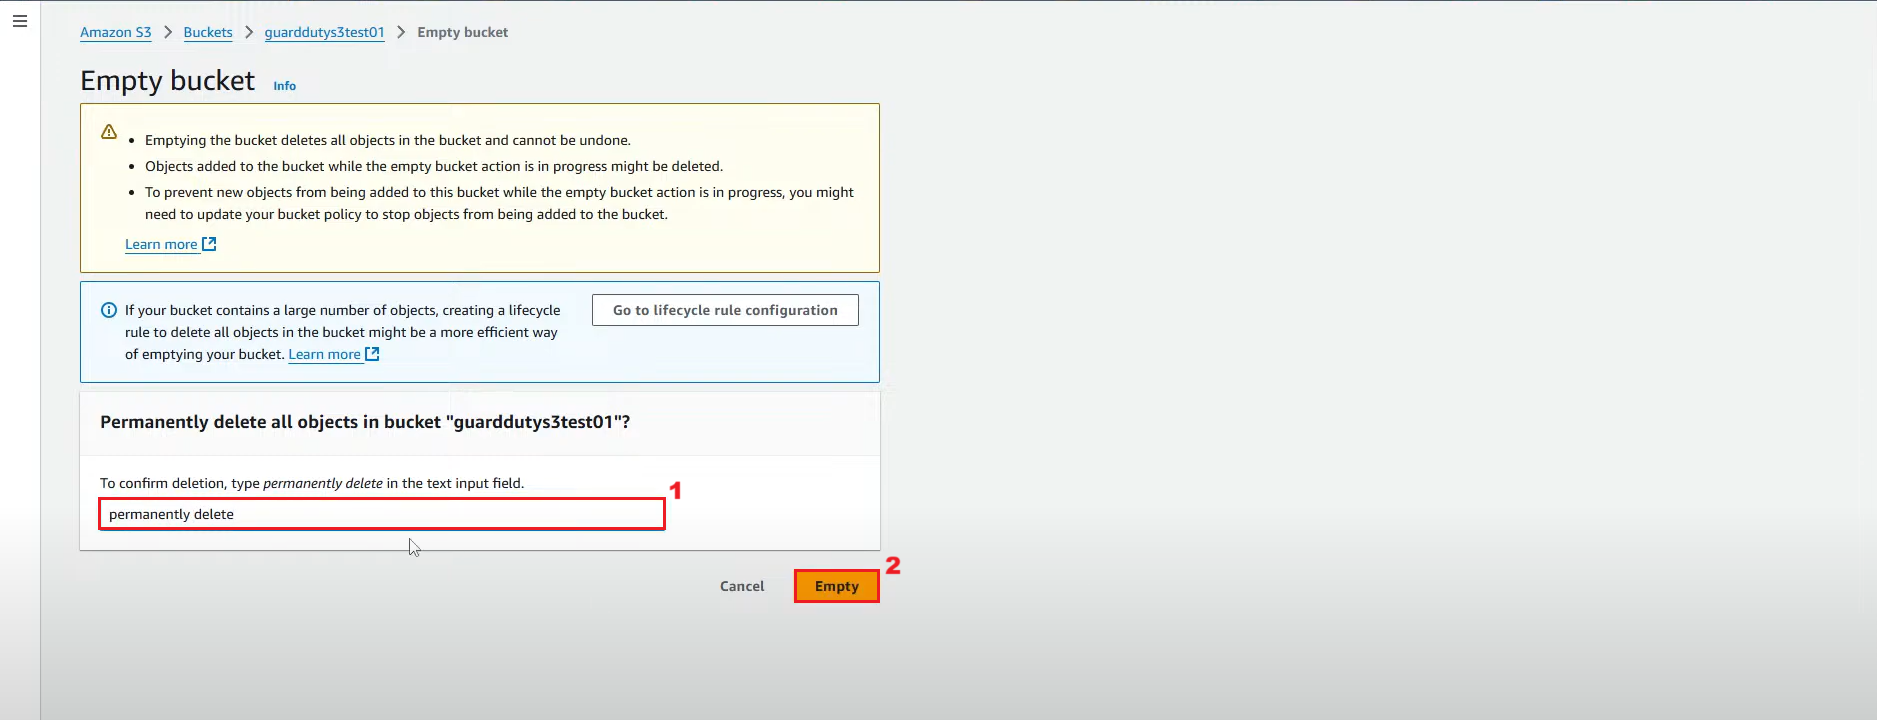 Amazon S3 > Buckets > guarddutys3test01 > Empty bucket
Empty bucket Info
• Emptying the bucket deletes all objects in the bucket and cannot be undone.
• Objects added to the bucket while the empty bucket action is in progress might be deleted.
• To prevent new objects from being added to this bucket while the empty bucket action is in progress, you might
need to update your bucket policy to stop objects from being added to the bucket.
Learn more
If your bucket contains a large number of objects, creating a lifecycle
rule to delete all objects in the bucket might be a more efficient way
of emptying your bucket. Learn more
Go to lifecycle rule configuration
Permanently delete all objects in bucket "guarddutys3test01"?
To confirm deletion, type permanently delete in the text input field.
1
permanently delete
2
Cancel Empty